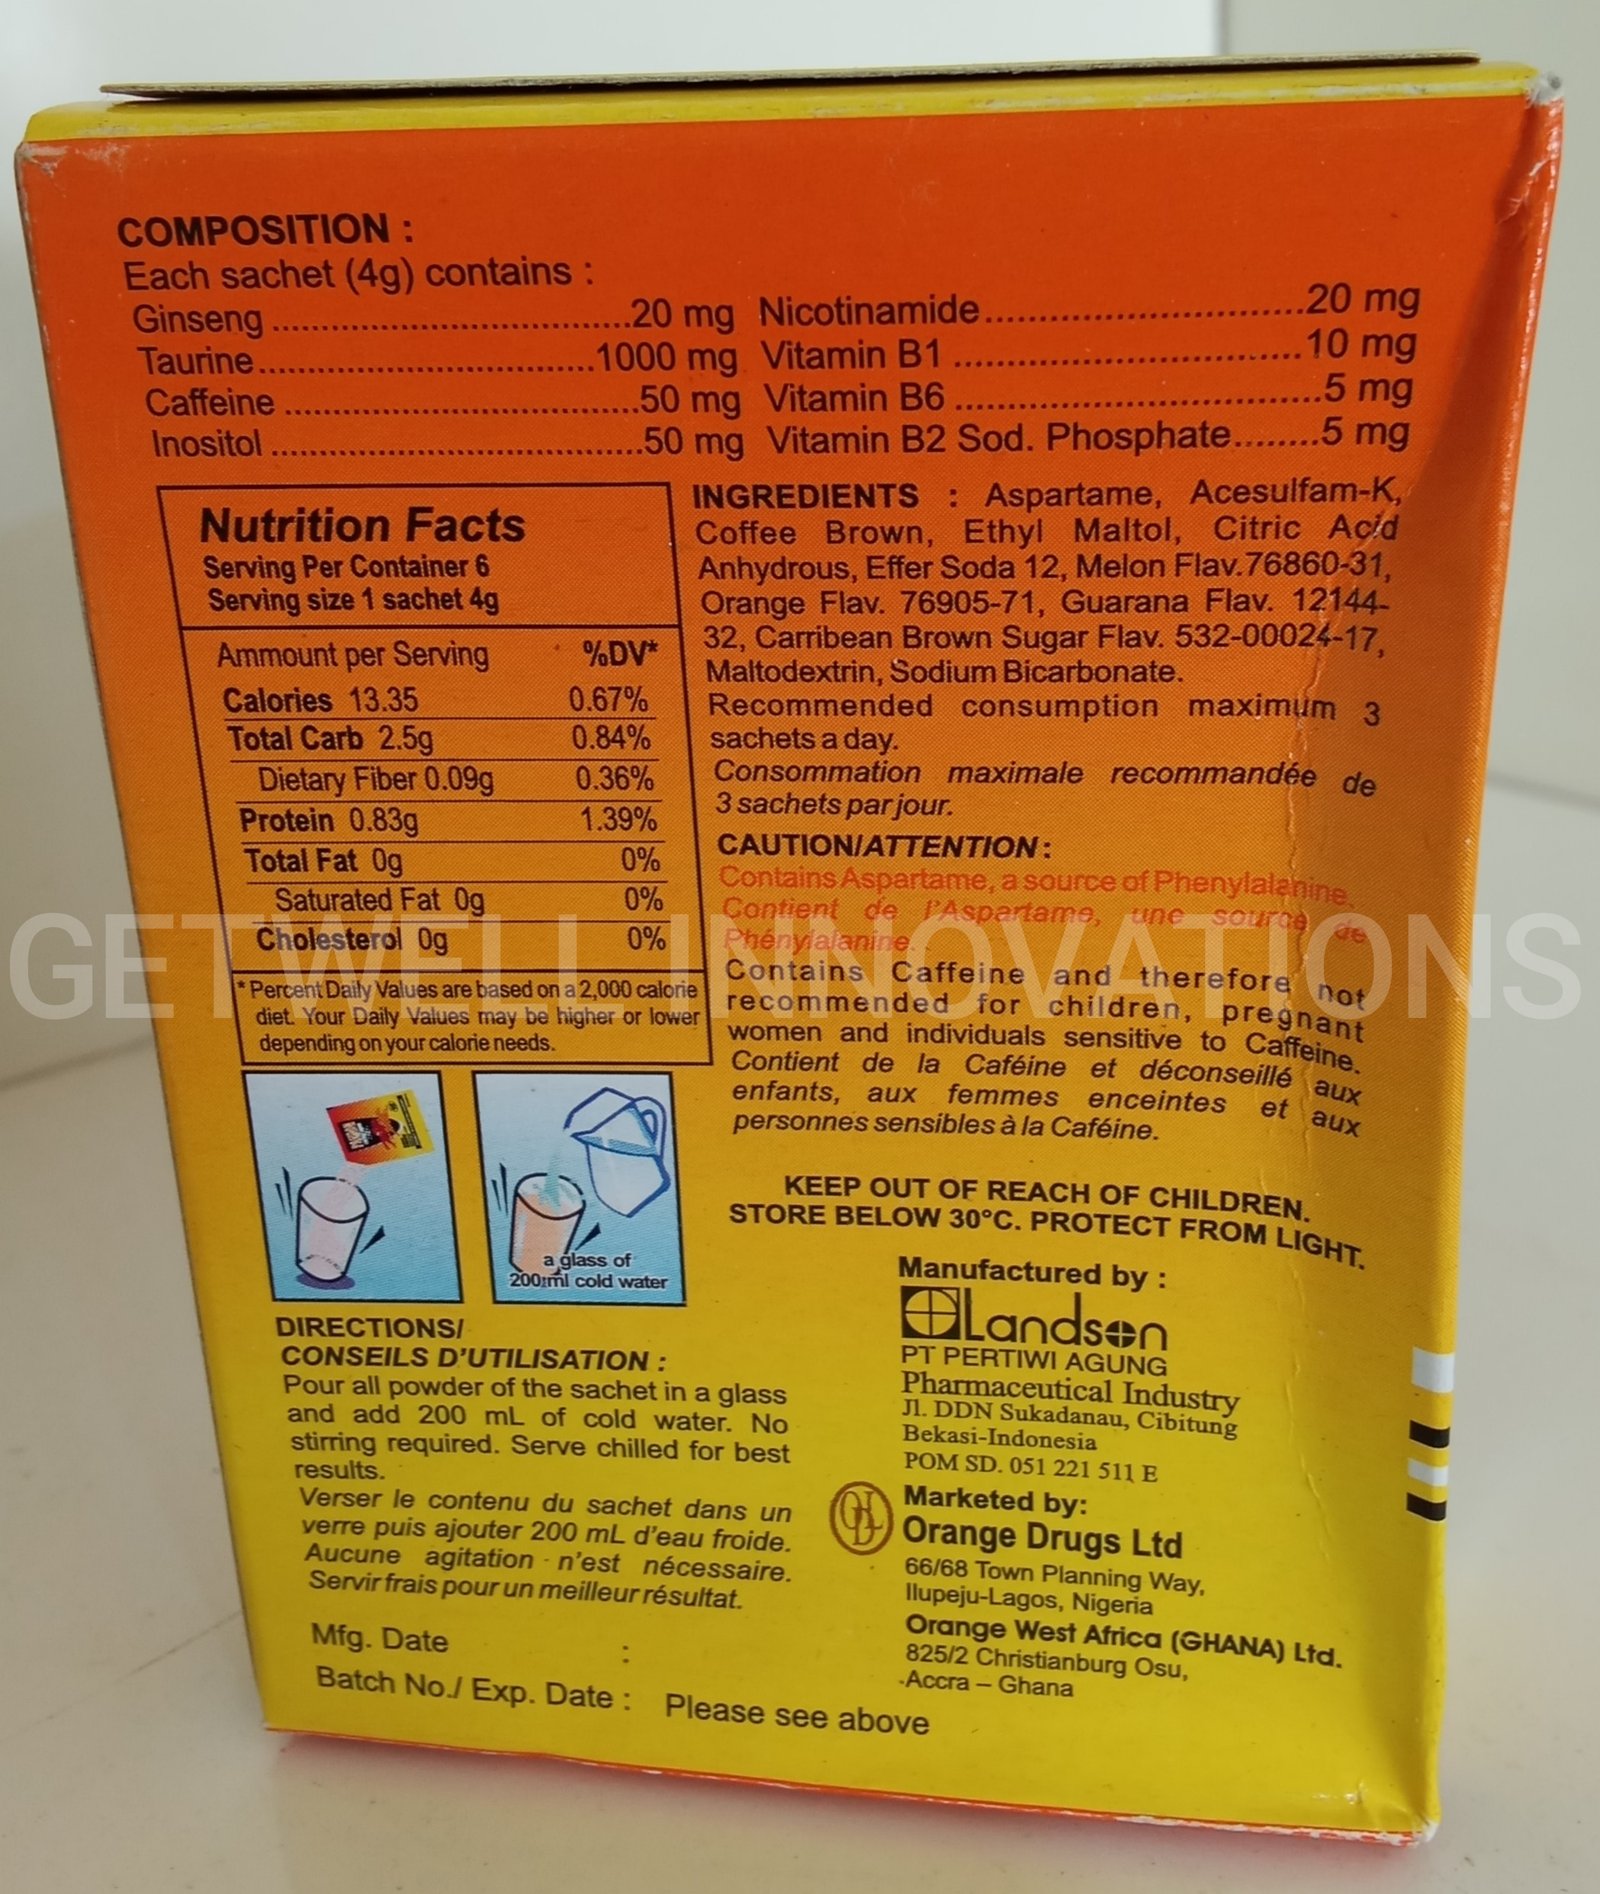 COMPOSITION :
Each sachet (4g) contains :
Ginseng ....................................20 mg Nicotinamide................................20 mg
Taurine....................................1000 mg Vitamin B1 ..................................10 mg
Caffeine ....................................50 mg Vitamin B6 ....................................5 mg
Inositol .....................................50 mg Vitamin B2 Sod. Phosphate........5 mg
Nutrition Facts
Serving Per Container 6
Serving size 1 sachet 4g
Ammount per Serving %DV*
Calories 13.35 0.67%
Total Carb 2.5g 0.84%
Dietary Fiber 0.09g 0.36%
Protein 0.83g 1.39%
Total Fat 0g 0%
Saturated Fat 0g 0%
Cholesterol 0g 0%
* Percent Daily Values are based on a 2,000 calorie
diet. Your Daily Values may be higher or lower
depending on your calorie needs.
INGREDIENTS : Aspartame, Acesulfam-K,
Coffee Brown, Ethyl Maltol, Citric Acid
Anhydrous, Effer Soda 12, Melon Flav.76860-31,
Orange Flav. 76905-71, Guarana Flav. 12144-
32, Carribean Brown Sugar Flav. 532-00024-17,
Maltodextrin, Sodium Bicarbonate.
Recommended consumption maximum 3
sachets a day.
Consommation maximale recommandée de
3 sachets par jour.
CAUTION/ATTENTION :
Contains Aspartame, a source of Phenylalanine.
Contient de l'Aspartame, une source de
Phénylalanine.
Contains Caffeine and therefore not
recommended for children, pregnant
women and individuals sensitive to Caffeine.
Contient de la Caféine et déconseillé aux
enfants, aux femmes enceintes et aux
personnes sensibles à la Caféine.
GETWELL INNOVATIONS
KEEP OUT OF REACH OF CHILDREN.
STORE BELOW 30°C. PROTECT FROM LIGHT.
a glass of
200 ml cold water
DIRECTIONS/
CONSEILS D'UTILISATION :
Pour all powder of the sachet in a glass
and add 200 mL of cold water. No
stirring required. Serve chilled for best
results.
Verser le contenu du sachet dans un
verre puis ajouter 200 mL d'eau froide.
Aucune agitation n'est nécessaire.
Servir frais pour un meilleur résultat.
Mfg. Date :
Batch No./ Exp. Date : Please see above
Manufactured by :
Landson
PT PERTIWI AGUNG
Pharmaceutical Industry
Jl. DDN Sukadanau, Cibitung
Bekasi-Indonesia
POM SD. 051 221 511 E
Marketed by:
Orange Drugs Ltd
66/68 Town Planning Way,
Ilupeju-Lagos, Nigeria
Orange West Africa (GHANA) Ltd.
825/2 Christianburg Osu,
Accra – Ghana